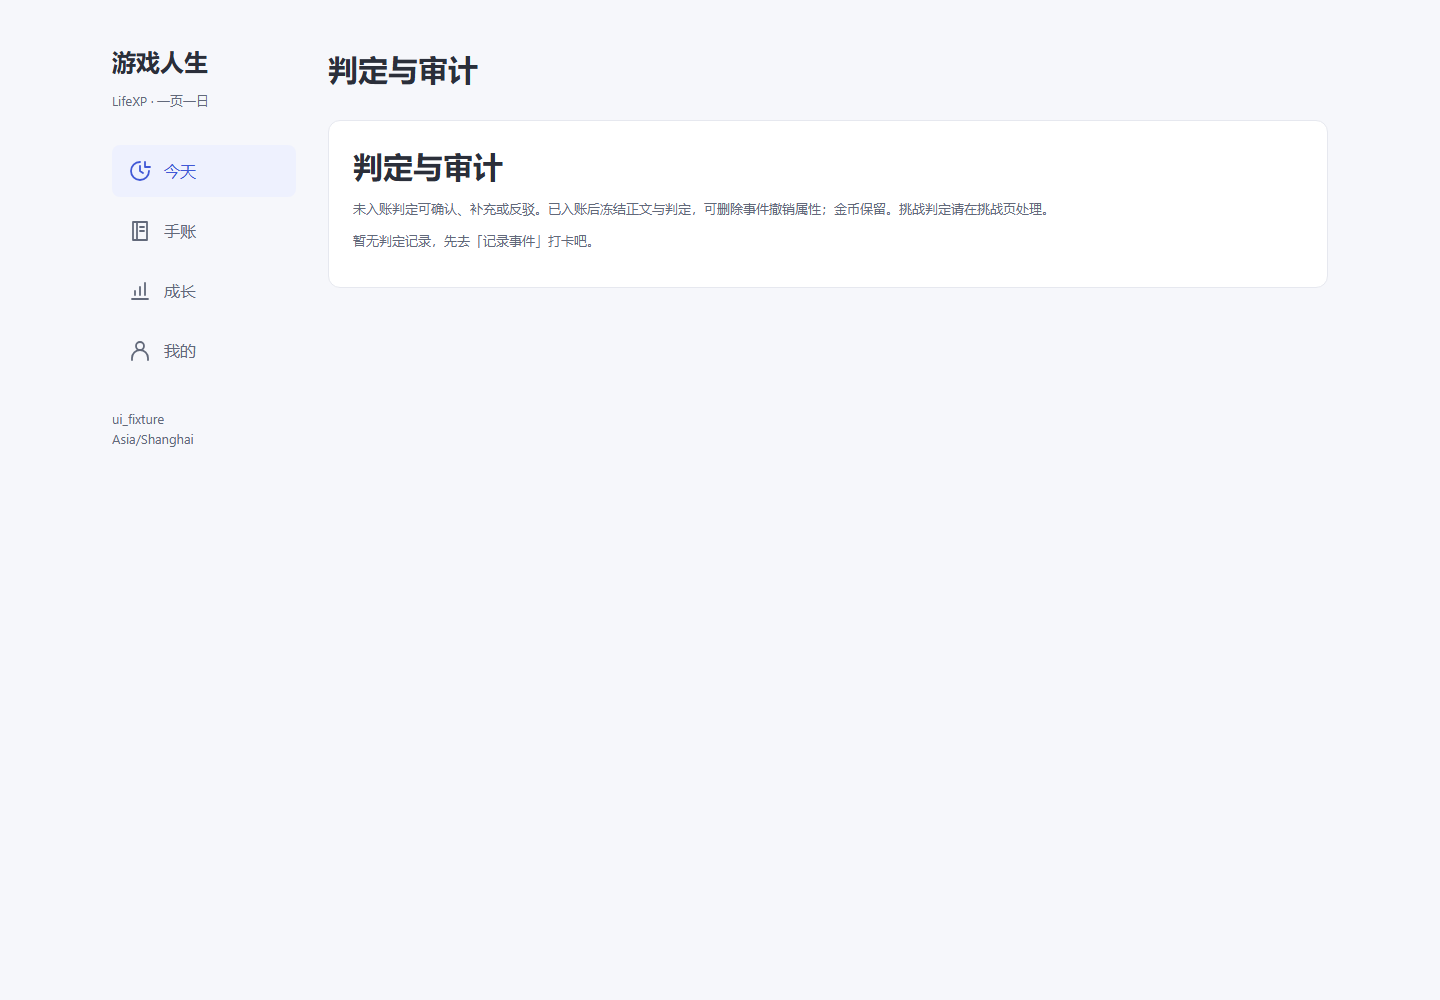 游戏人生
LifeXP · 一页一日
今天
手账
成长
我的
ui_fixture
Asia/Shanghai
判定与审计
判定与审计
未入账判定可确认、补充或反驳。已入账后冻结正文与判定，可删除事件撤销属性；金币保留。挑战判定请在挑战页处理。
暂无判定记录，先去「记录事件」打卡吧。